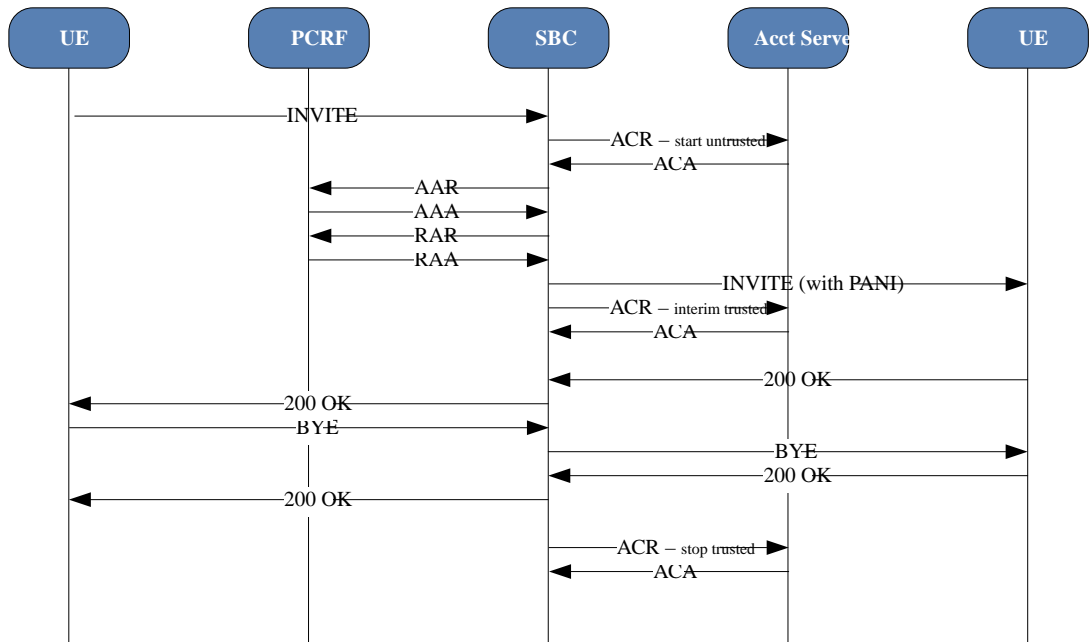 UE PCRF SBC Acct Serve UE
INVITE
ACR – start untrusted
ACA
AAR
AAA
RAR
RAA
INVITE (with PANI)
ACR – interim trusted
ACA
200 OK
200 OK
BYE
BYE
200 OK
200 OK
ACR – stop trusted
ACA